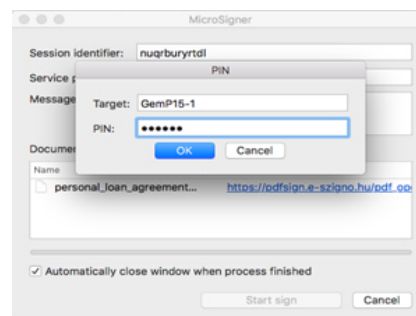 MicroSigner
Session identifier: nuqrburyrtdl
PIN
Service p
Message
Target: GemP15-1
PIN: ••••••
OK Cancel
Documen
Name
personal_loan_agreement... https://pdfsign.e-szigno.hu/pdf_ope
Automatically close window when process finished
Start sign Cancel